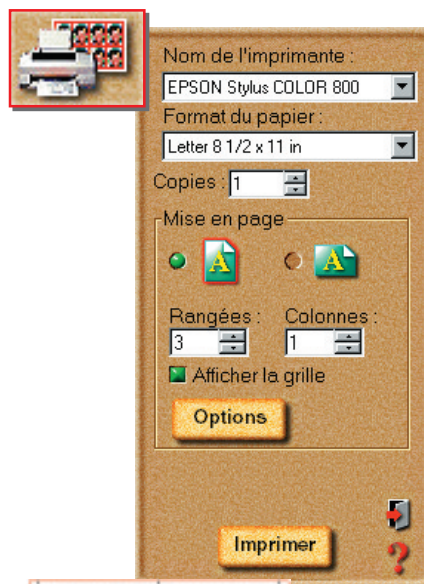 Nom de l'imprimante :
EPSON Stylus COLOR 800
Format du papier :
Letter 8 1/2 x 11 in
Copies : 1
Mise en page
A A
Rangées : Colonnes :
3 1
Afficher la grille
Options
Imprimer
?